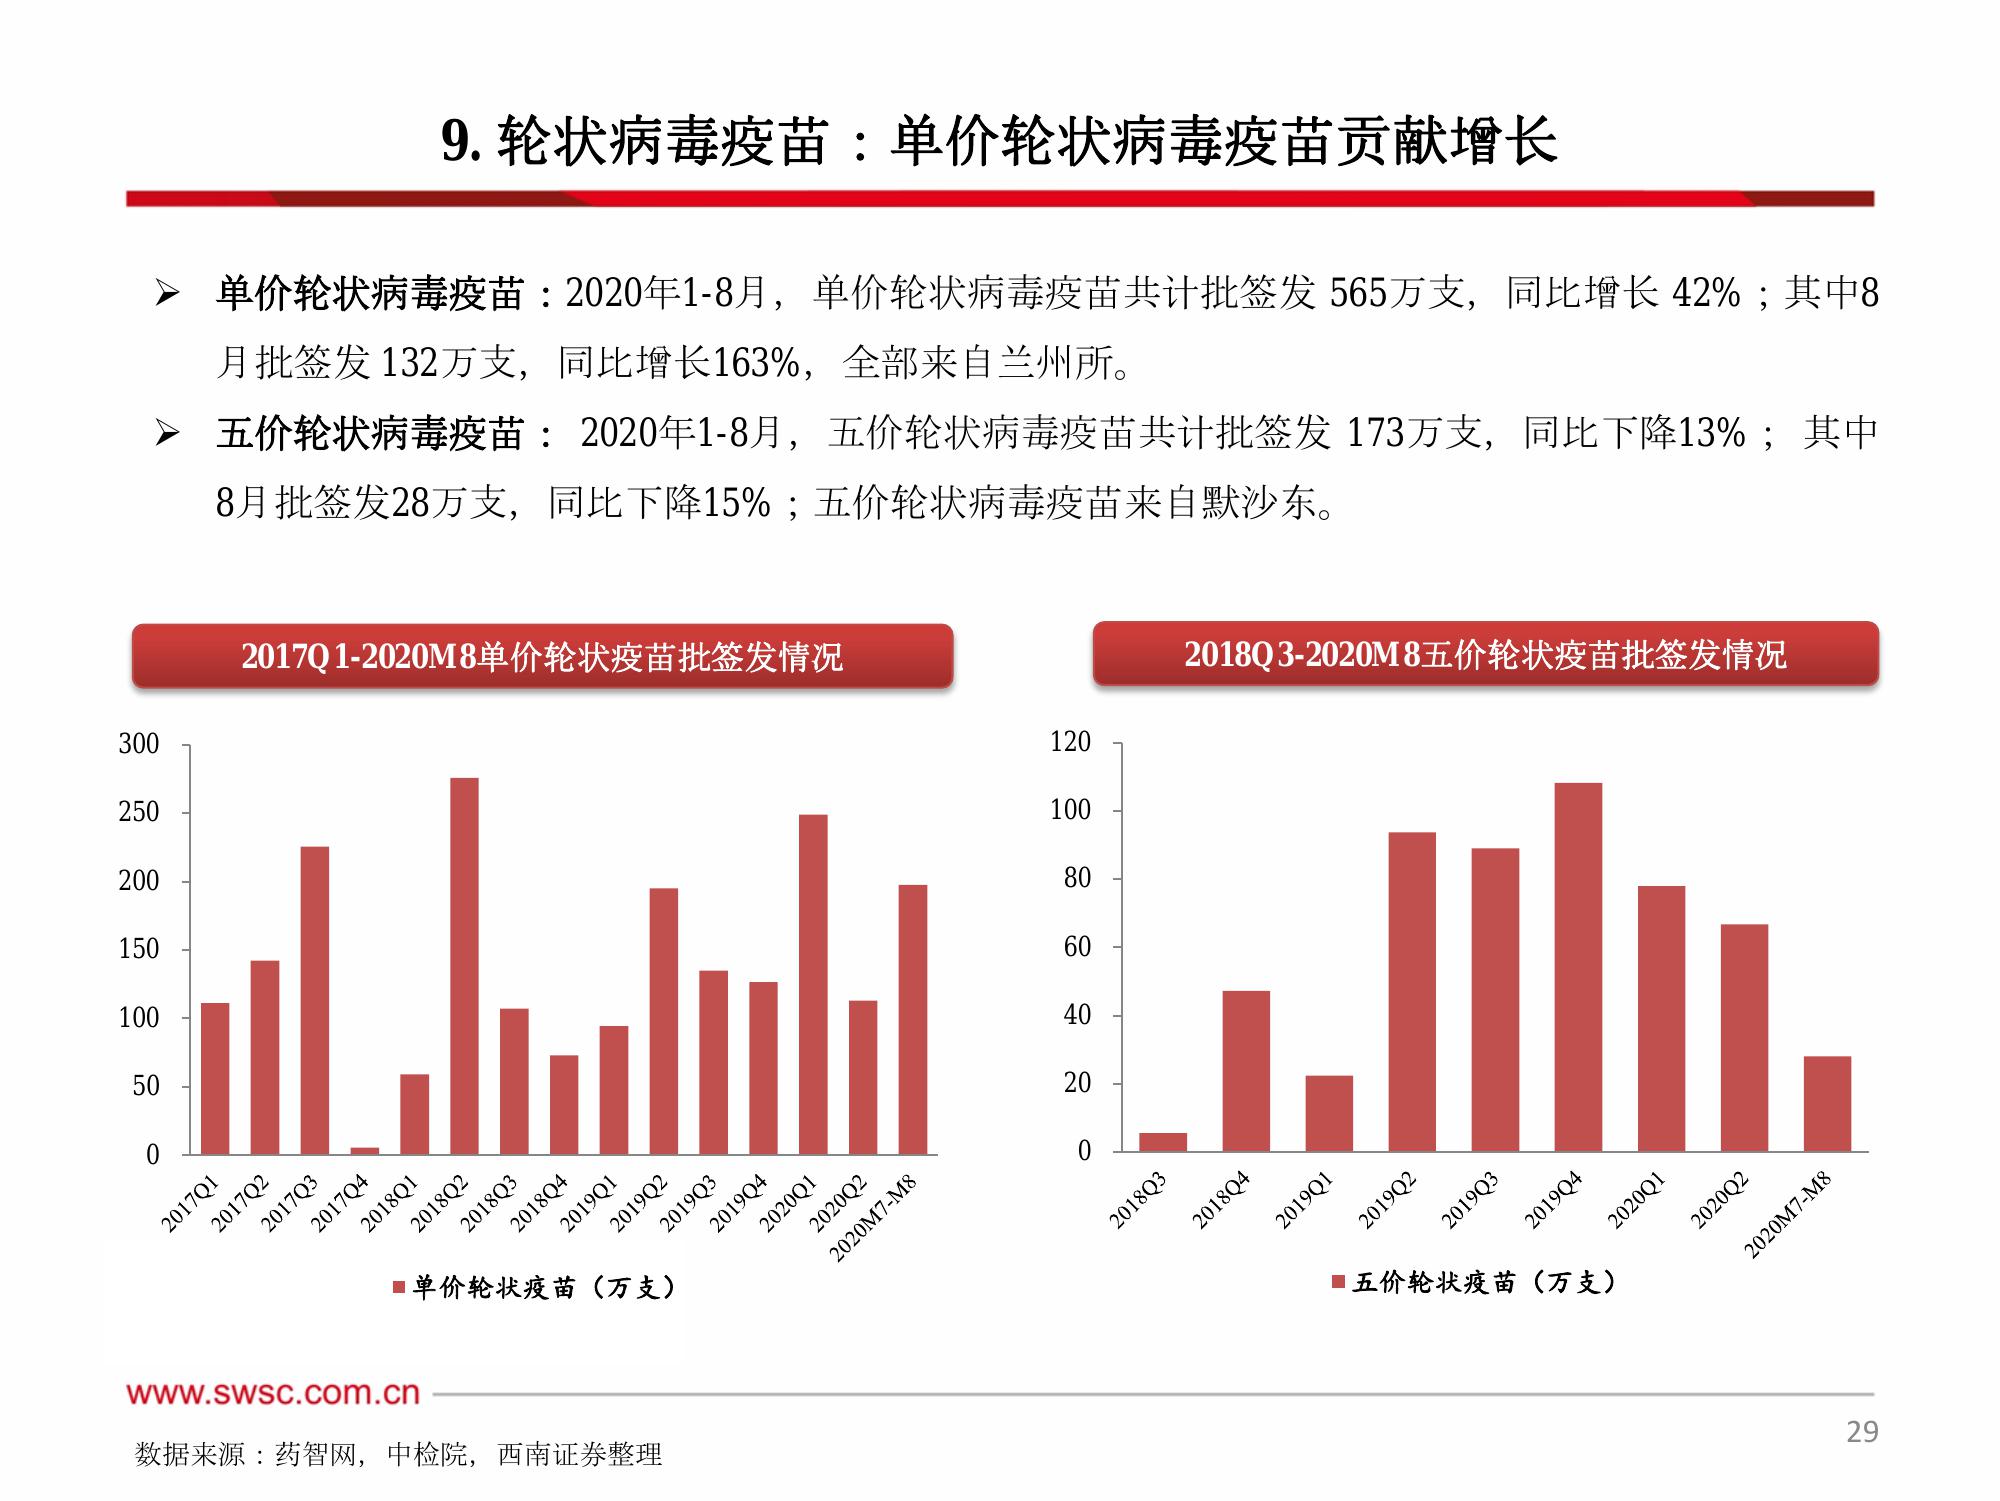 9. 轮状病毒疫苗：单价轮状病毒疫苗贡献增长
➢ 单价轮状病毒疫苗：2020年1-8月，单价轮状病毒疫苗共计批签发 565万支，同比增长 42%；其中8
月批签发 132万支，同比增长163%，全部来自兰州所。
➢ 五价轮状病毒疫苗： 2020年1-8月，五价轮状病毒疫苗共计批签发 173万支，同比下降13%； 其中
8月批签发28万支，同比下降15%；五价轮状病毒疫苗来自默沙东。
2017Q1-2020M8单价轮状疫苗批签发情况
300
250
200
150
100
50
0
2017Q1
2017Q2
2017Q3
2017Q4
2018Q1
2018Q2
2018Q3
2018Q4
2019Q1
2019Q2
2019Q3
2019Q4
2020Q1
2020Q2
2020M7-M8
单价轮状疫苗（万支）
2018Q3-2020M8五价轮状疫苗批签发情况
120
100
80
60
40
20
0
2018Q3
2018Q4
2019Q1
2019Q2
2019Q3
2019Q4
2020Q1
2020Q2
2020M7-M8
五价轮状疫苗（万支）
www.swsc.com.cn
29
数据来源：药智网，中检院，西南证券整理